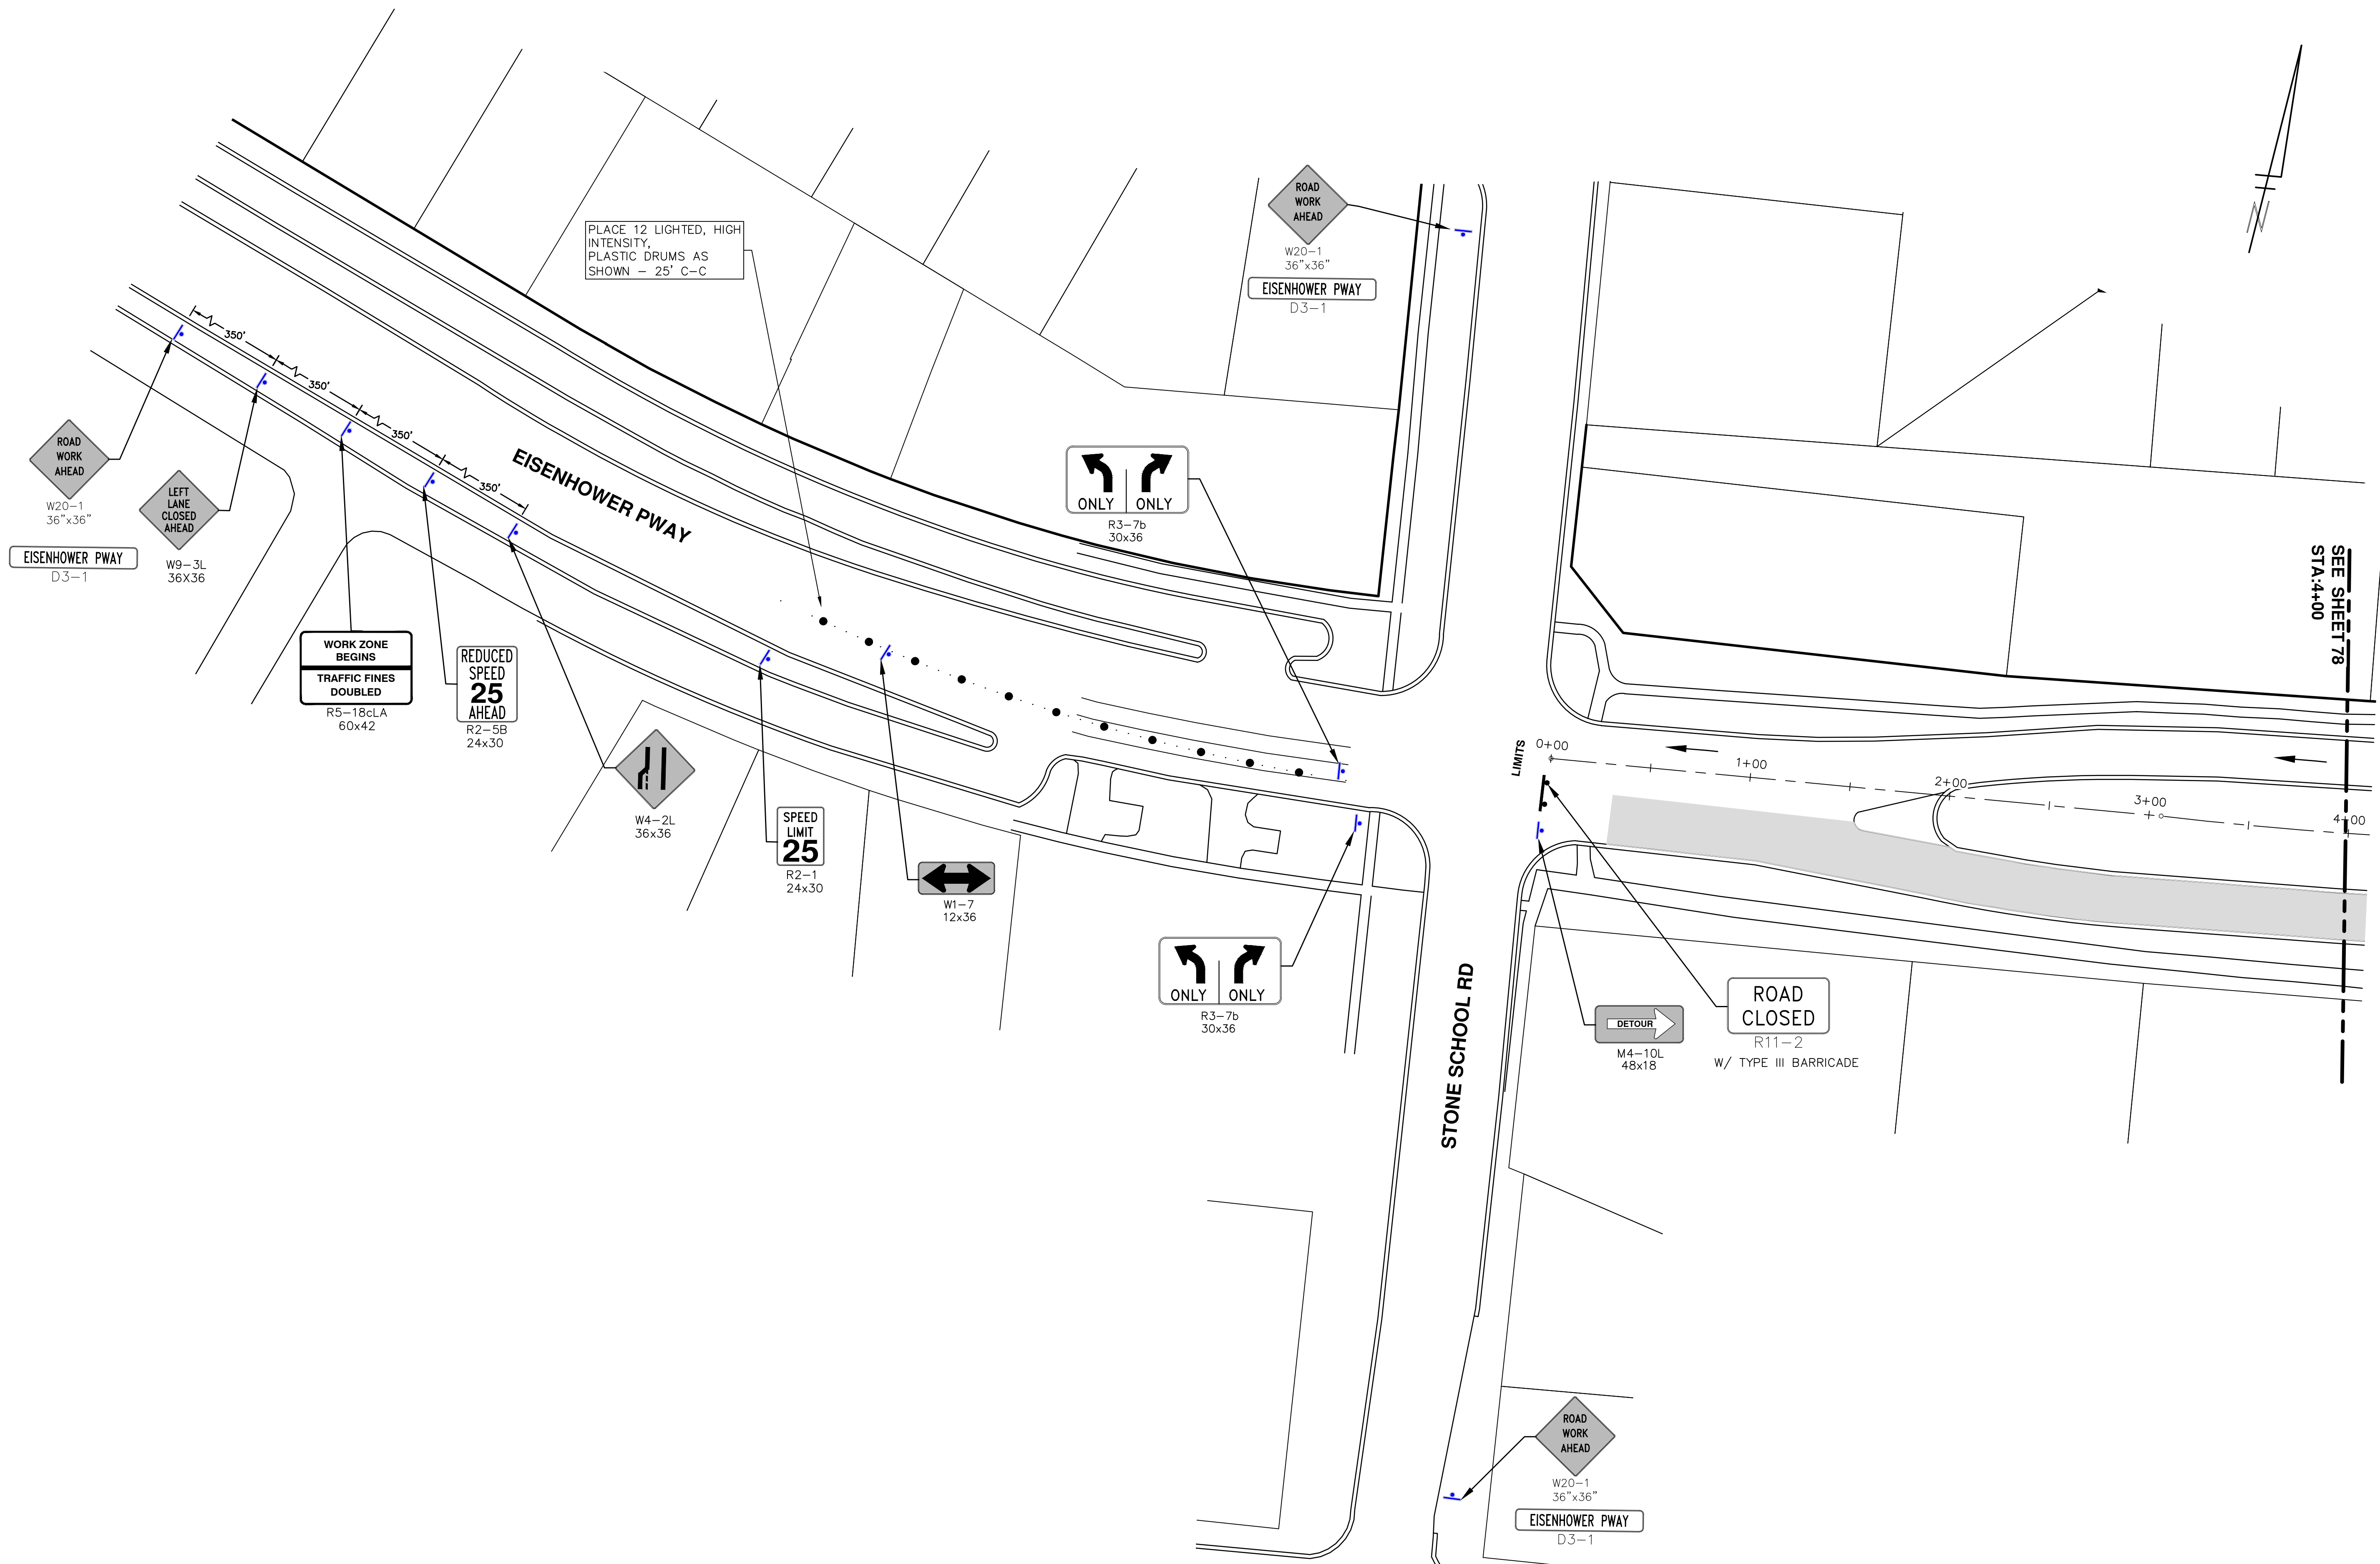 ROAD
WORK
AHEAD
W20-1
36"x36"
EISENHOWER PWAY
D3-1
PLACE 12 LIGHTED, HIGH
INTENSITY,
PLASTIC DRUMS AS
SHOWN - 25' C-C
N
350'
350'
350'
350'
EISENHOWER PWAY
ROAD
WORK
AHEAD
W20-1
36"x36"
EISENHOWER PWAY
D3-1
LEFT
LANE
CLOSED
AHEAD
W9-3L
36X36
WORK ZONE
BEGINS
TRAFFIC FINES
DOUBLED
R5-18cLA
60x42
REDUCED
SPEED
25
AHEAD
R2-5B
24x30
W4-2L
36x36
SPEED
LIMIT
25
R2-1
24x30
W1-7
12x36
ONLY ONLY
R3-7b
30x36
ONLY ONLY
R3-7b
30x36
LIMITS
0+00
1+00
2+00
3+00
4+00
SEE SHEET 78
STA:4+00
STONE SCHOOL RD
DETOUR
M4-10L
48x18
ROAD
CLOSED
R11-2
W/ TYPE III BARRICADE
ROAD
WORK
AHEAD
W20-1
36"x36"
EISENHOWER PWAY
D3-1